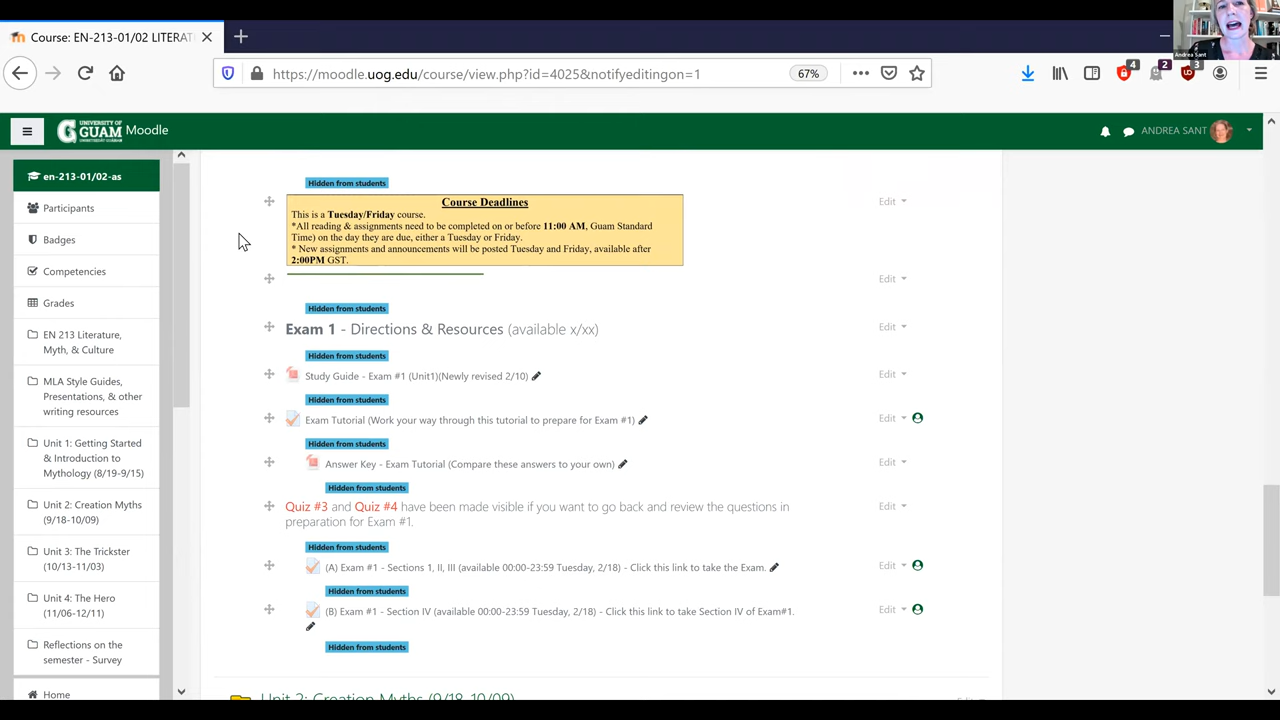 Course: EN-213-01/02 LITERAT
https://moodle.uog.edu/course/view.php?id=4025&notifyeditingon=1
67%
4
2
3
Andrea Sant
UNIVERSITY OF
GUAM
Moodle
ANDREA SANT
en-213-01/02-as
Participants
Badges
Competencies
Grades
EN 213 Literature,
Myth, & Culture
MLA Style Guides,
Presentations, & other
writing resources
Unit 1: Getting Started
& Introduction to
Mythology (8/19-9/15)
Unit 2: Creation Myths
(9/18-10/09)
Unit 3: The Trickster
(10/13-11/03)
Unit 4: The Hero
(11/06-12/11)
Reflections on the
semester - Survey
Home
Hidden from students
Course Deadlines
Edit
This is a Tuesday/Friday course.
*All reading & assignments need to be completed on or before 11:00 AM, Guam Standard
Time) on the day they are due, either a Tuesday or Friday.
* New assignments and announcements will be posted Tuesday and Friday, available after
2:00PM GST.
Edit
Hidden from students
Exam 1 - Directions & Resources (available x/xx)
Edit
Hidden from students
Study Guide - Exam #1 (Unit1)(Newly revised 2/10)
Edit
Hidden from students
Exam Tutorial (Work your way through this tutorial to prepare for Exam #1)
Edit
Hidden from students
Answer Key - Exam Tutorial (Compare these answers to your own)
Edit
Hidden from students
Quiz #3 and Quiz #4 have been made visible if you want to go back and review the questions in
preparation for Exam #1.
Edit
Hidden from students
(A) Exam #1 - Sections 1, II, III (available 00:00-23:59 Tuesday, 2/18) - Click this link to take the Exam.
Edit
Hidden from students
(B) Exam #1 - Section IV (available 00:00-23:59 Tuesday, 2/18) - Click this link to take Section IV of Exam#1.
Edit
Hidden from students
Unit 2: Creation Myths (9/18-10/09)
Edit